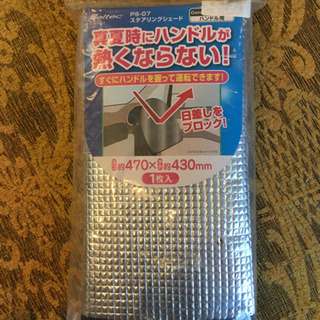 Meltec
PS-07
ステアリングシェード
ハンドル用
真夏時にハンドルが
熱くならない!
すぐにハンドルを握って運転できます!
日差しを
ブロック!
約470×約430mm
1枚入